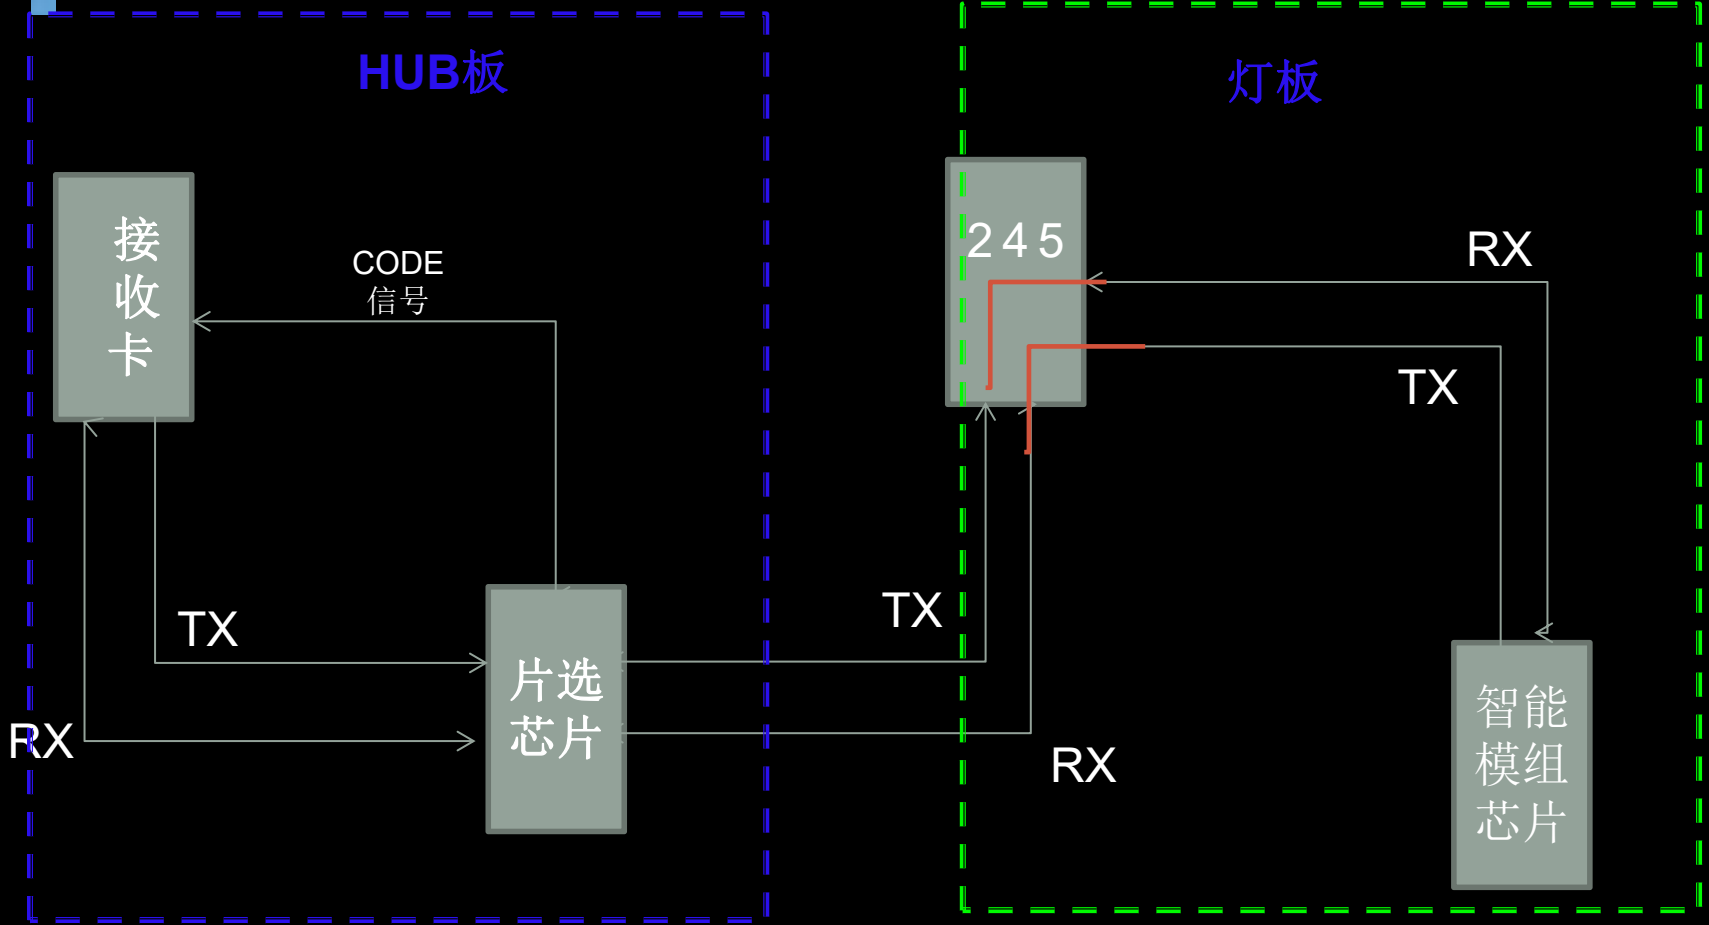 HUB板
灯板
接
收
卡
CODE
信号
TX
RX
片选
芯片
245
RX
TX
TX
RX
智能
模组
芯片